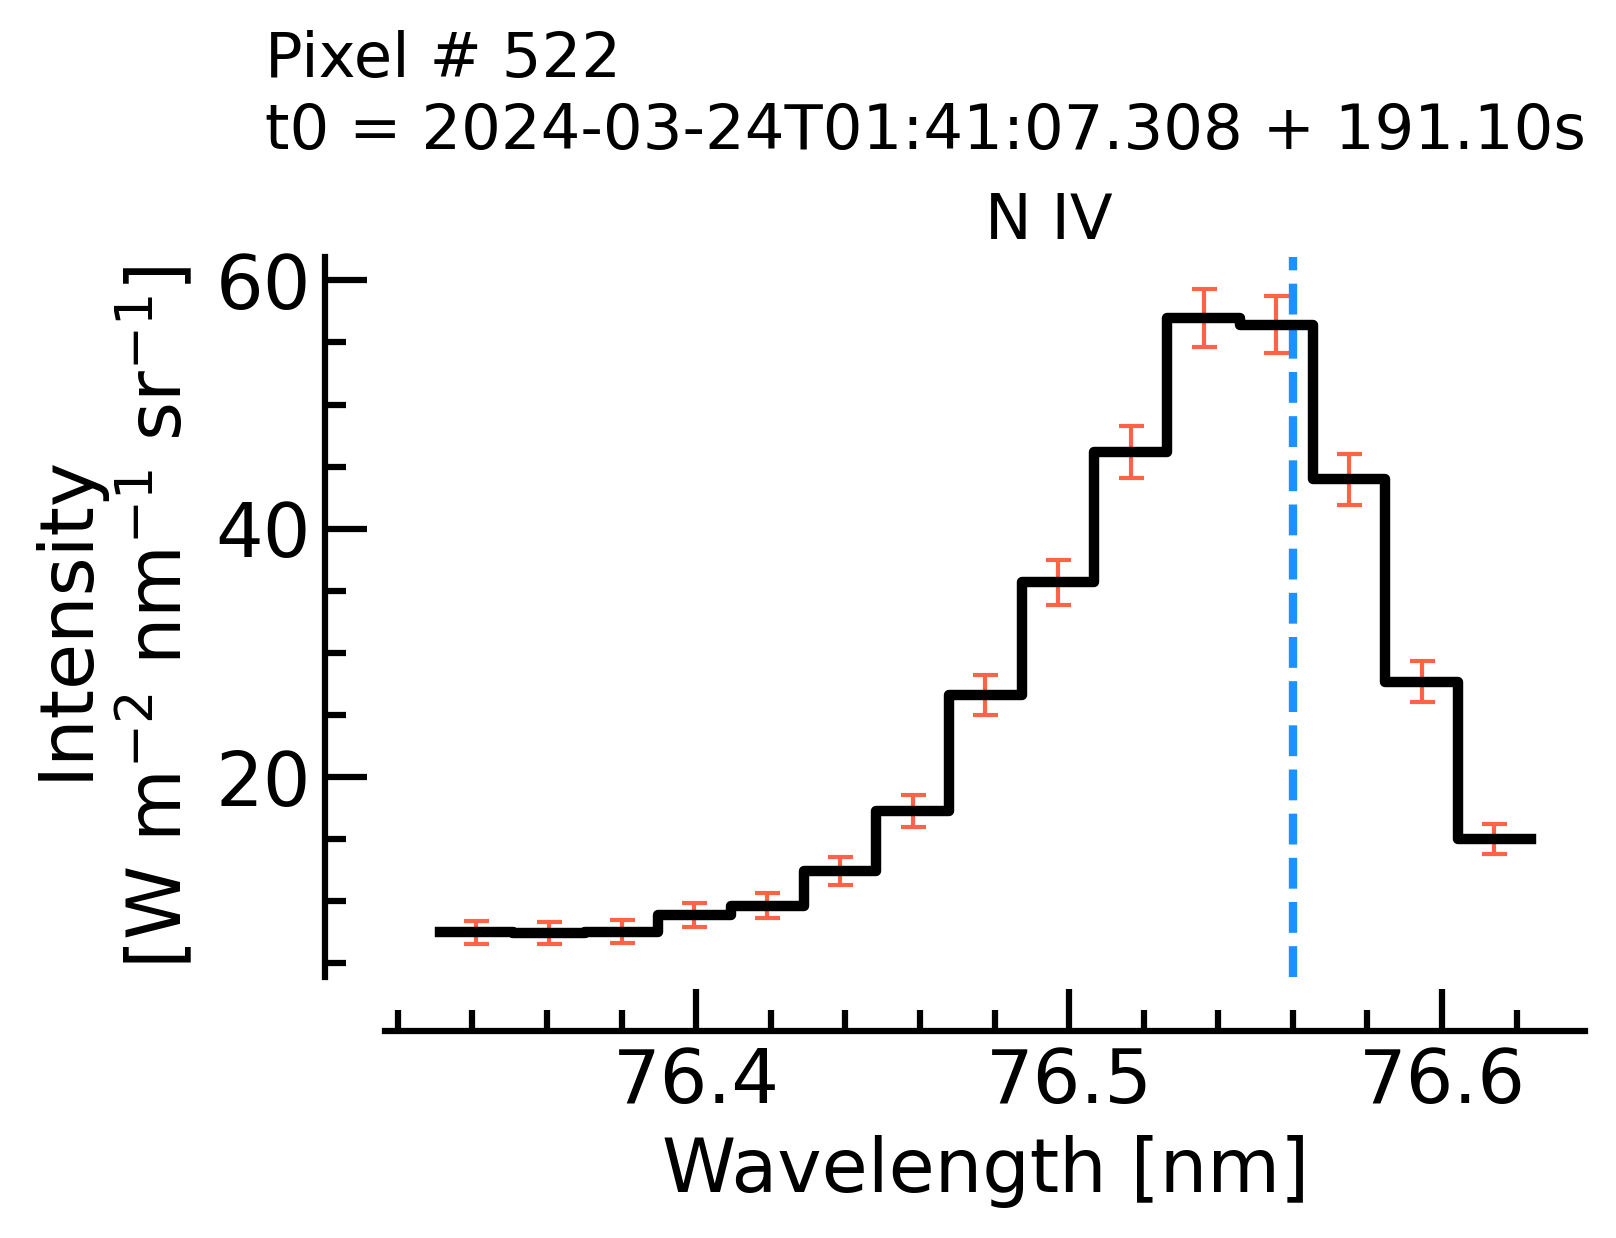 Pixel # 522
t0 = 2024-03-24T01:41:07.308 + 191.10s
N IV
Intensity
[W m⁻² nm⁻¹ sr⁻¹]
60
40
20
76.4 76.5 76.6
Wavelength [nm]